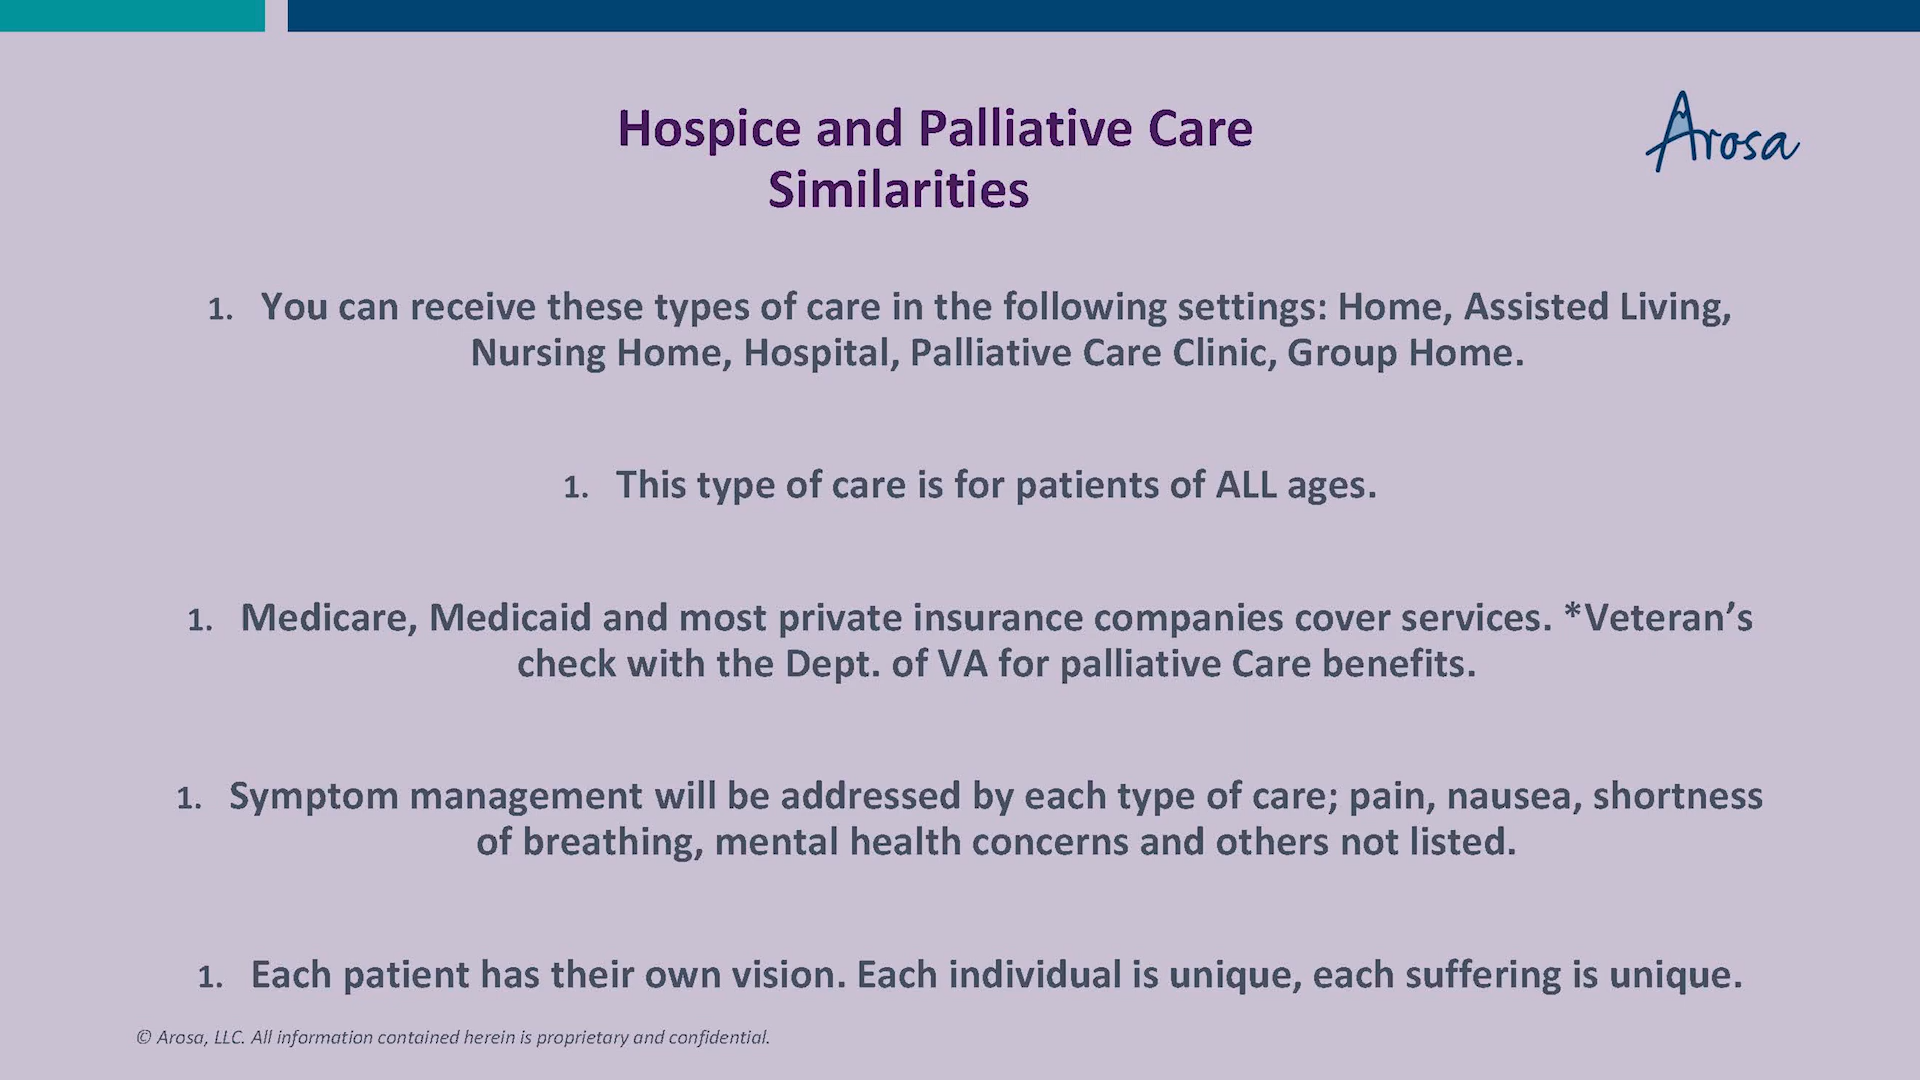 Hospice and Palliative Care
Similarities
Arosa
1. You can receive these types of care in the following settings: Home, Assisted Living,
Nursing Home, Hospital, Palliative Care Clinic, Group Home.
1. This type of care is for patients of ALL ages.
1. Medicare, Medicaid and most private insurance companies cover services. *Veteran’s
check with the Dept. of VA for palliative Care benefits.
1. Symptom management will be addressed by each type of care; pain, nausea, shortness
of breathing, mental health concerns and others not listed.
1. Each patient has their own vision. Each individual is unique, each suffering is unique.
© Arosa, LLC. All information contained herein is proprietary and confidential.